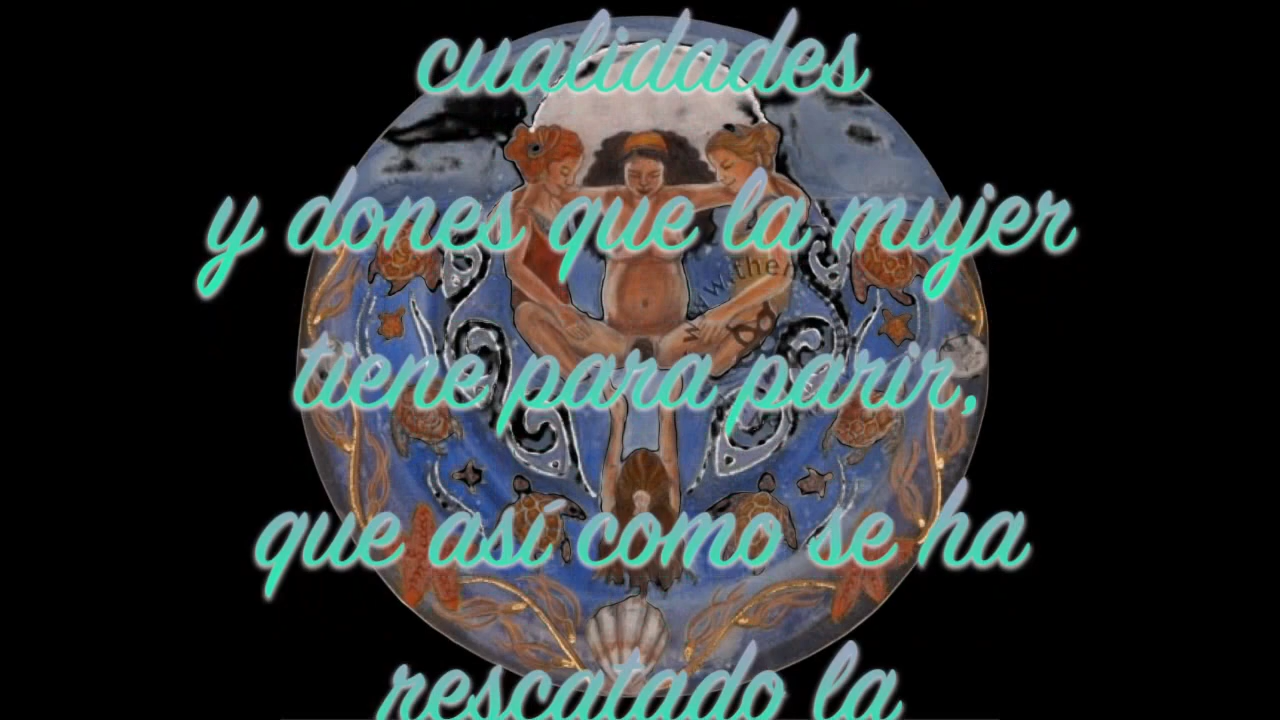 cualidades
y dones que la mujer
tiene para parir,
que así como se ha
rescatado la